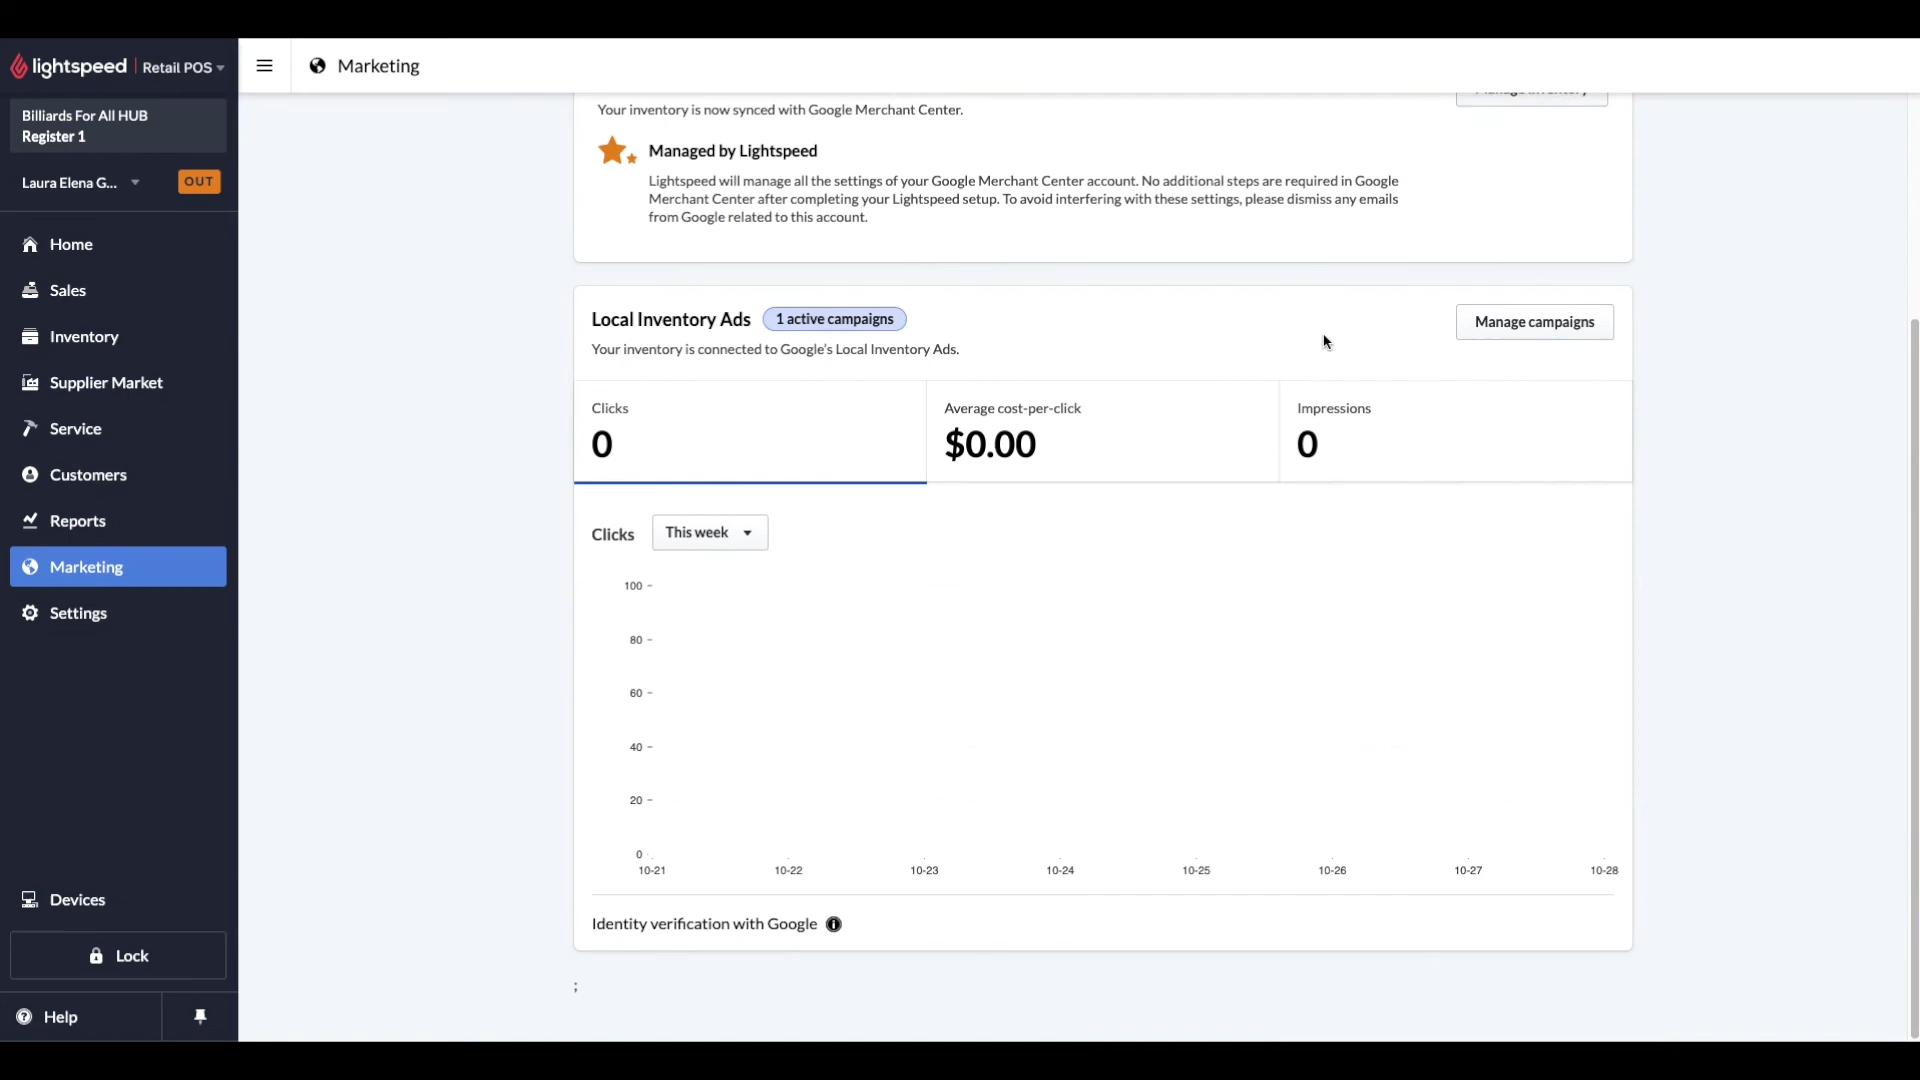 lightspeed Retail POS
Marketing
Billiards For All HUB
Register 1
Laura Elena G...
OUT
Home
Sales
Inventory
Supplier Market
Service
Customers
Reports
Marketing
Settings
Devices
Lock
Help
Your inventory is now synced with Google Merchant Center.
Manage inventory
Managed by Lightspeed
Lightspeed will manage all the settings of your Google Merchant Center account. No additional steps are required in Google
Merchant Center after completing your Lightspeed setup. To avoid interfering with these settings, please dismiss any emails
from Google related to this account.
Local Inventory Ads
1 active campaigns
Manage campaigns
Your inventory is connected to Google's Local Inventory Ads.
Clicks
0
Average cost-per-click
$0.00
Impressions
0
Clicks
This week
100
80
60
40
20
0
10-21 10-22 10-23 10-24 10-25 10-26 10-27 10-28
Identity verification with Google
;